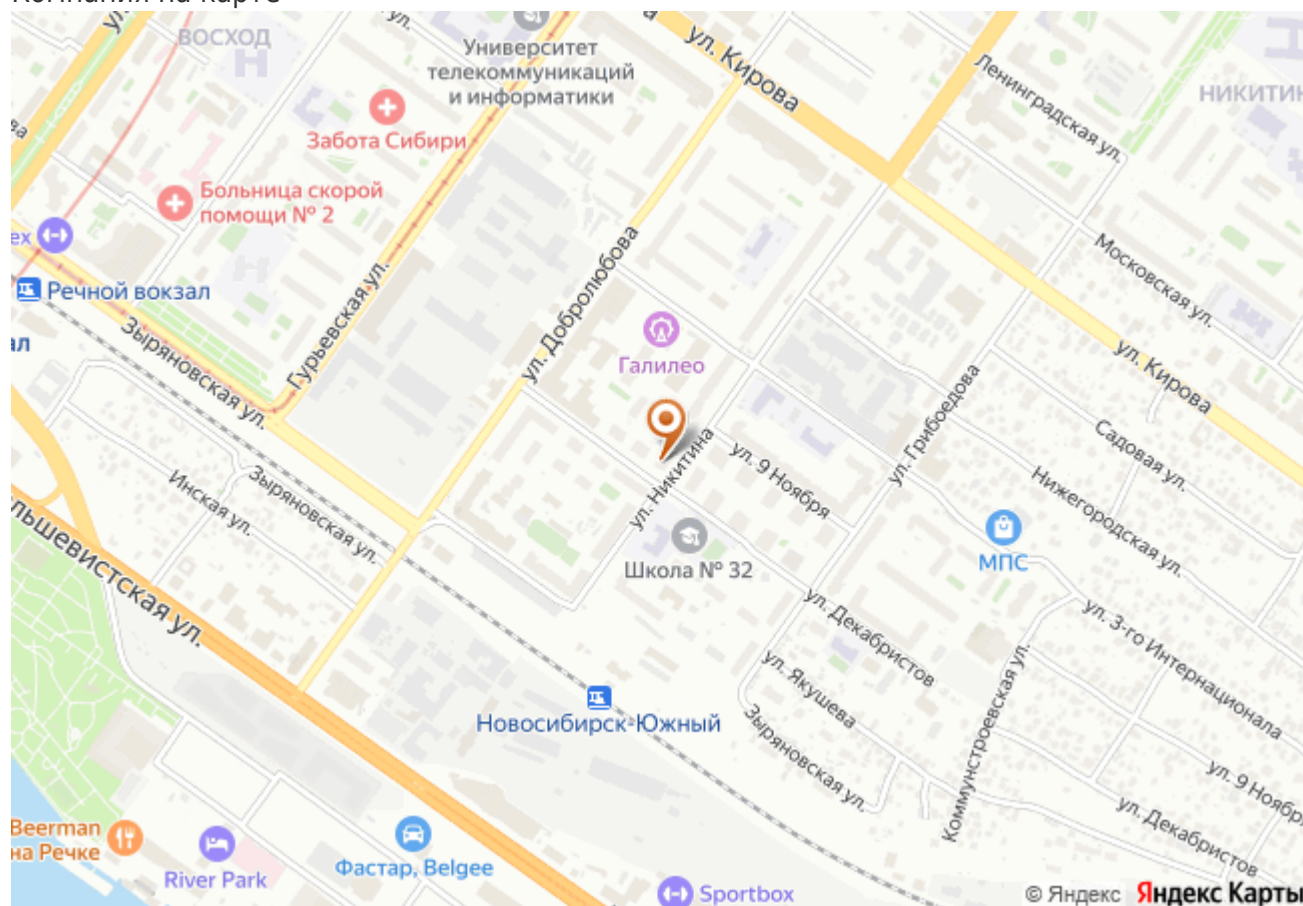 ВОСХОД
Университет
телекоммуникаций
и информатики
ул. Кирова
Ленинградская ул.
НИКИТИН
Забота Сибири
Больница скорой
помощи № 2
Речной вокзал
Гурьевская ул.
ул. Добролюбова
Московская ул.
Зыряновская ул.
Галилео
ул. Кирова
ул. Грибоедова
Садовая ул.
ул. Никитина
ул. 9 Ноября
Нижегородская ул.
Инская ул.
Зыряновская ул.
МПС
Школа № 32
ул. Декабристов
ул. 3-го Интернационала
льшевистская ул.
ул. Якушева
Новосибирск-Южный
Зыряновская ул.
Коммунстроевская ул.
ул. 9 Ноябр
ул. Декабристов
Beerman
на Речке
River Park
Фастар, Belgee
Sportbox
© Яндекс Яндекс Карты